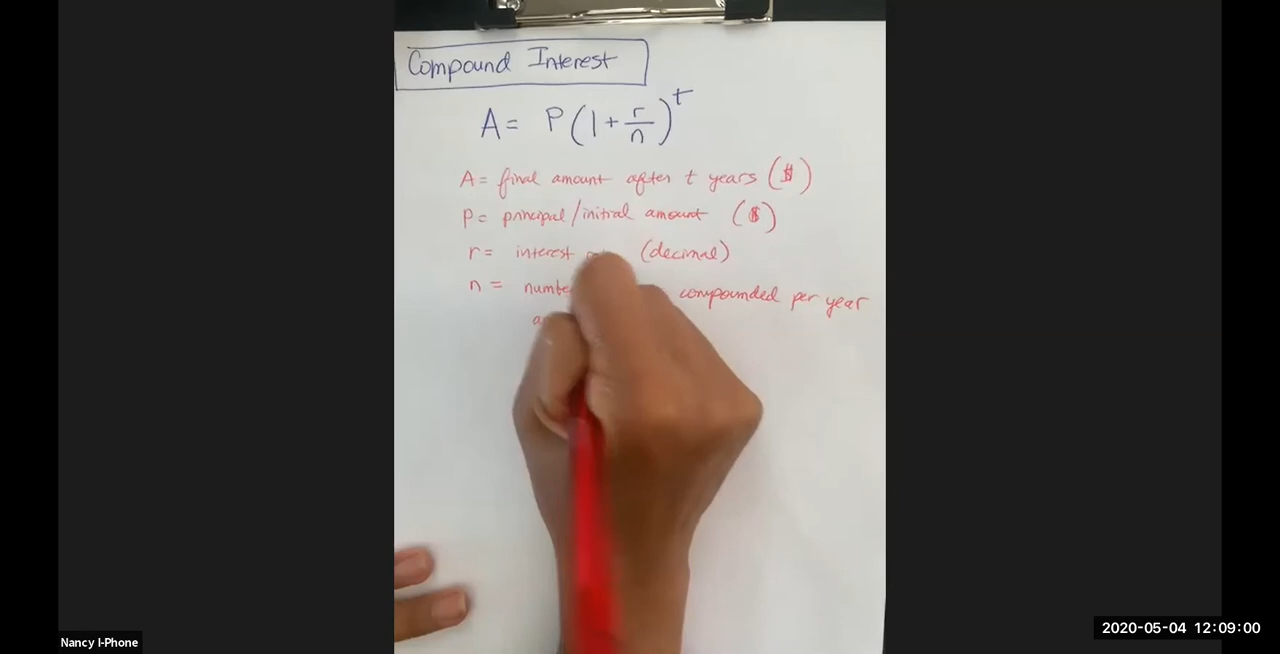 Compound Interest
A = P(1 + r/n)^t
A = final amount after t years ($)
P = principal/initial amount ($)
r = interest (decimal)
n = compounded per year
Nancy I-Phone
2020-05-04 12:09:00